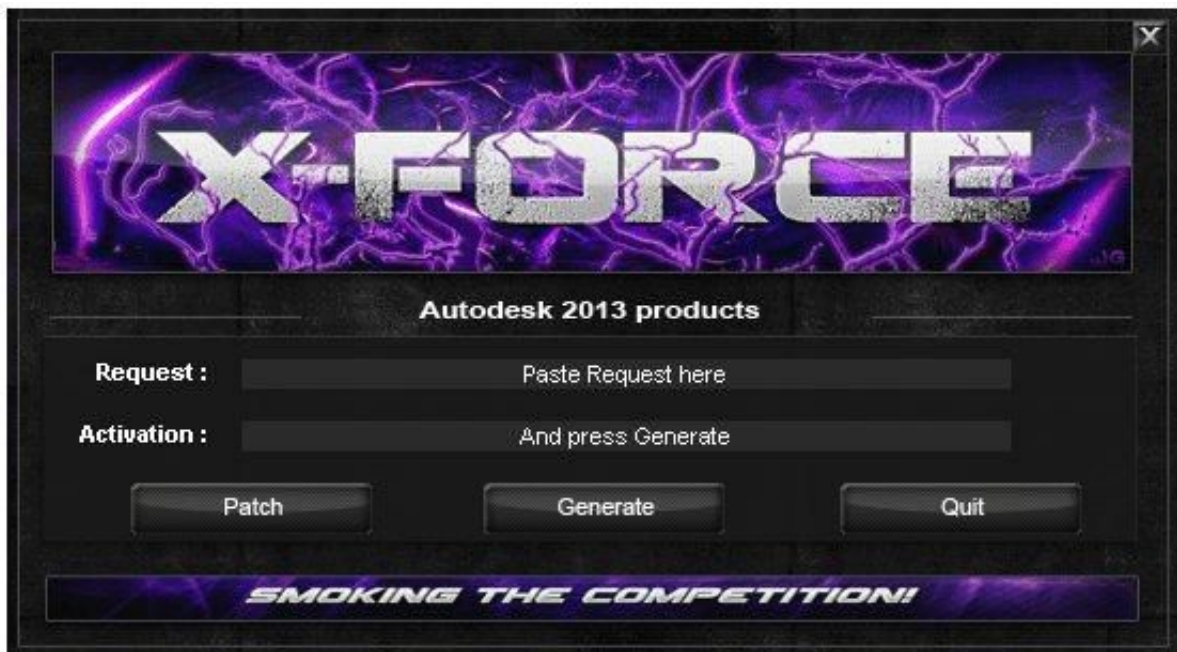 X
X-FORCE
.:JG
Autodesk 2013 products
Request :
Paste Request here
Activation :
And press Generate
Patch
Generate
Quit
SMOKING THE COMPETITION!